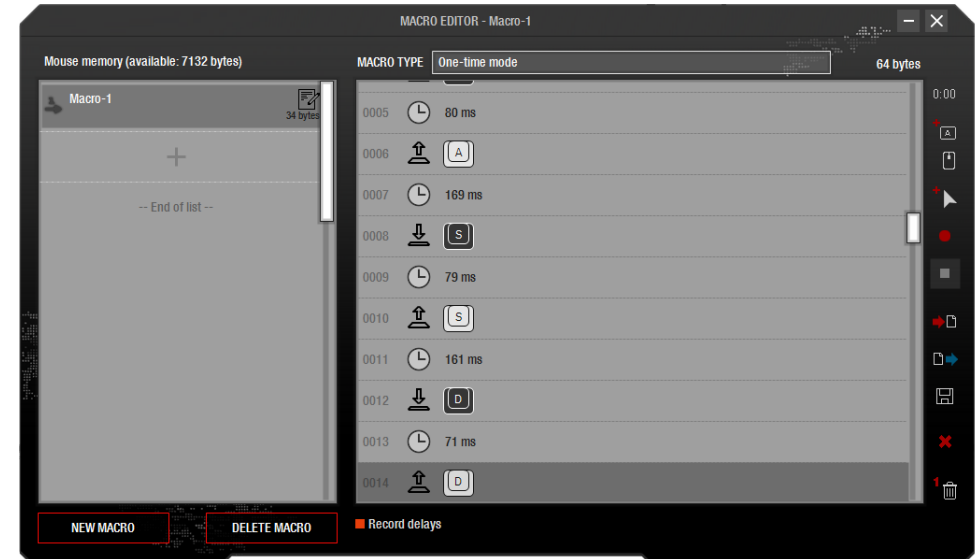 MACRO EDITOR - Macro-1
Mouse memory (available: 7132 bytes)
MACRO TYPE One-time mode
64 bytes
Macro-1
34 bytes
-- End of list --
0005 80 ms
0006 A
0007 169 ms
0008 S
0009 79 ms
0010 S
0011 161 ms
0012 D
0013 71 ms
0014 D
0:00
A
1
NEW MACRO
DELETE MACRO
Record delays